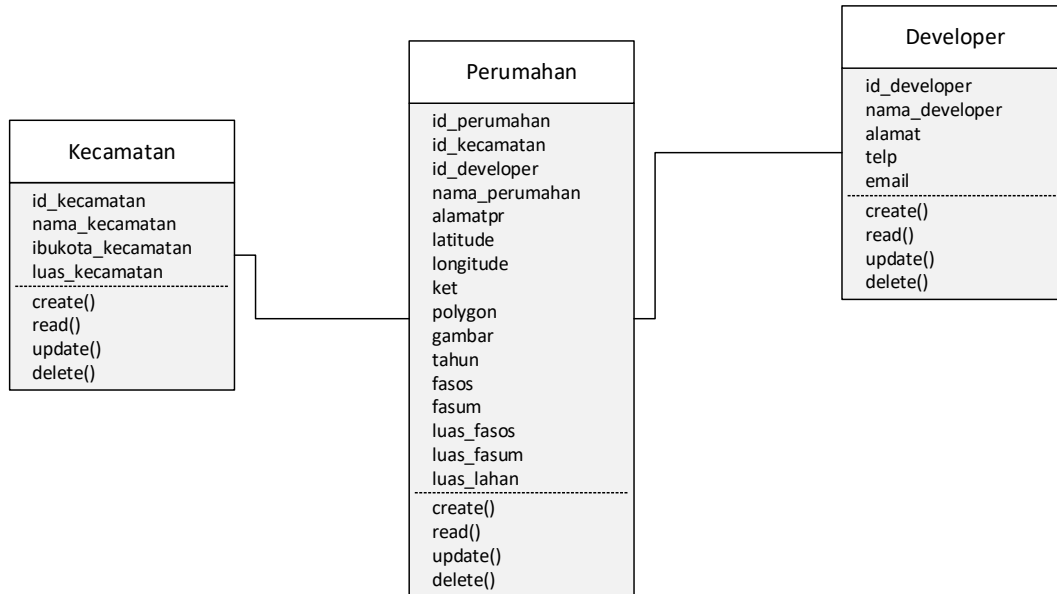 Kecamatan
id_kecamatan
nama_kecamatan
ibukota_kecamatan
luas_kecamatan
create()
read()
update()
delete()
Perumahan
id_perumahan
id_kecamatan
id_developer
nama_perumahan
alamatpr
latitude
longitude
ket
polygon
gambar
tahun
fasos
fasum
luas_fasos
luas_fasum
luas_lahan
create()
read()
update()
delete()
Developer
id_developer
nama_developer
alamat
telp
email
create()
read()
update()
delete()